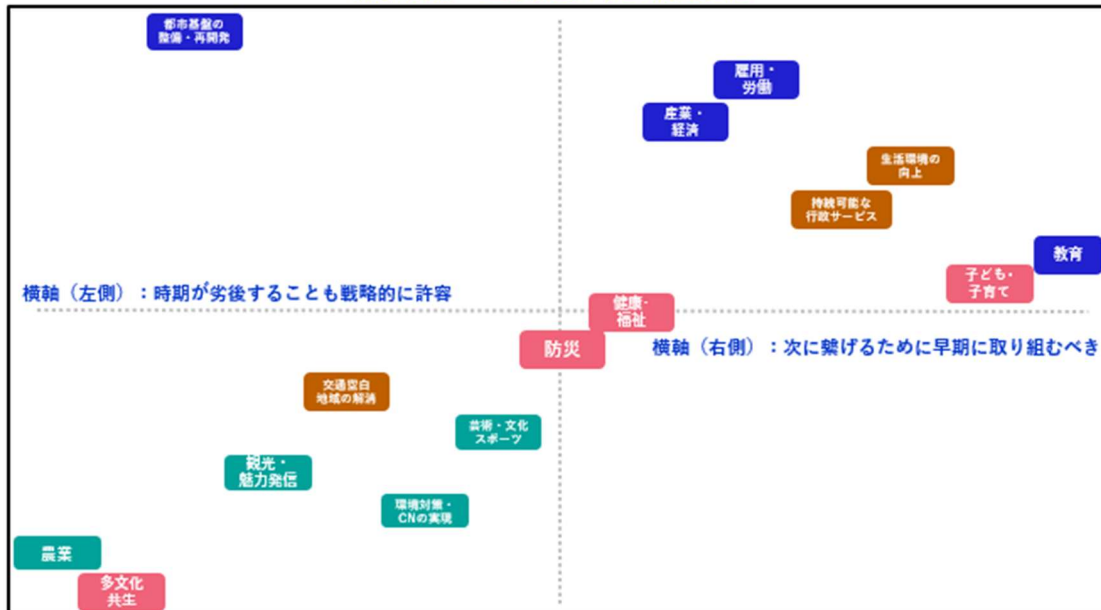 都市基盤の
整備・再開発
雇用・
労働
産業・
経済
生活環境の
向上
持続可能な
行政サービス
教育
子ども・
子育て
横軸（左側）：時期が劣後することも戦略的に許容
健康・
福祉
防災
横軸（右側）：次に繋げるために早期に取り組むべき
交通空白
地域の解消
芸術・文化
スポーツ
観光・
魅力発信
環境対策・
CNの実現
農業
多文化
共生